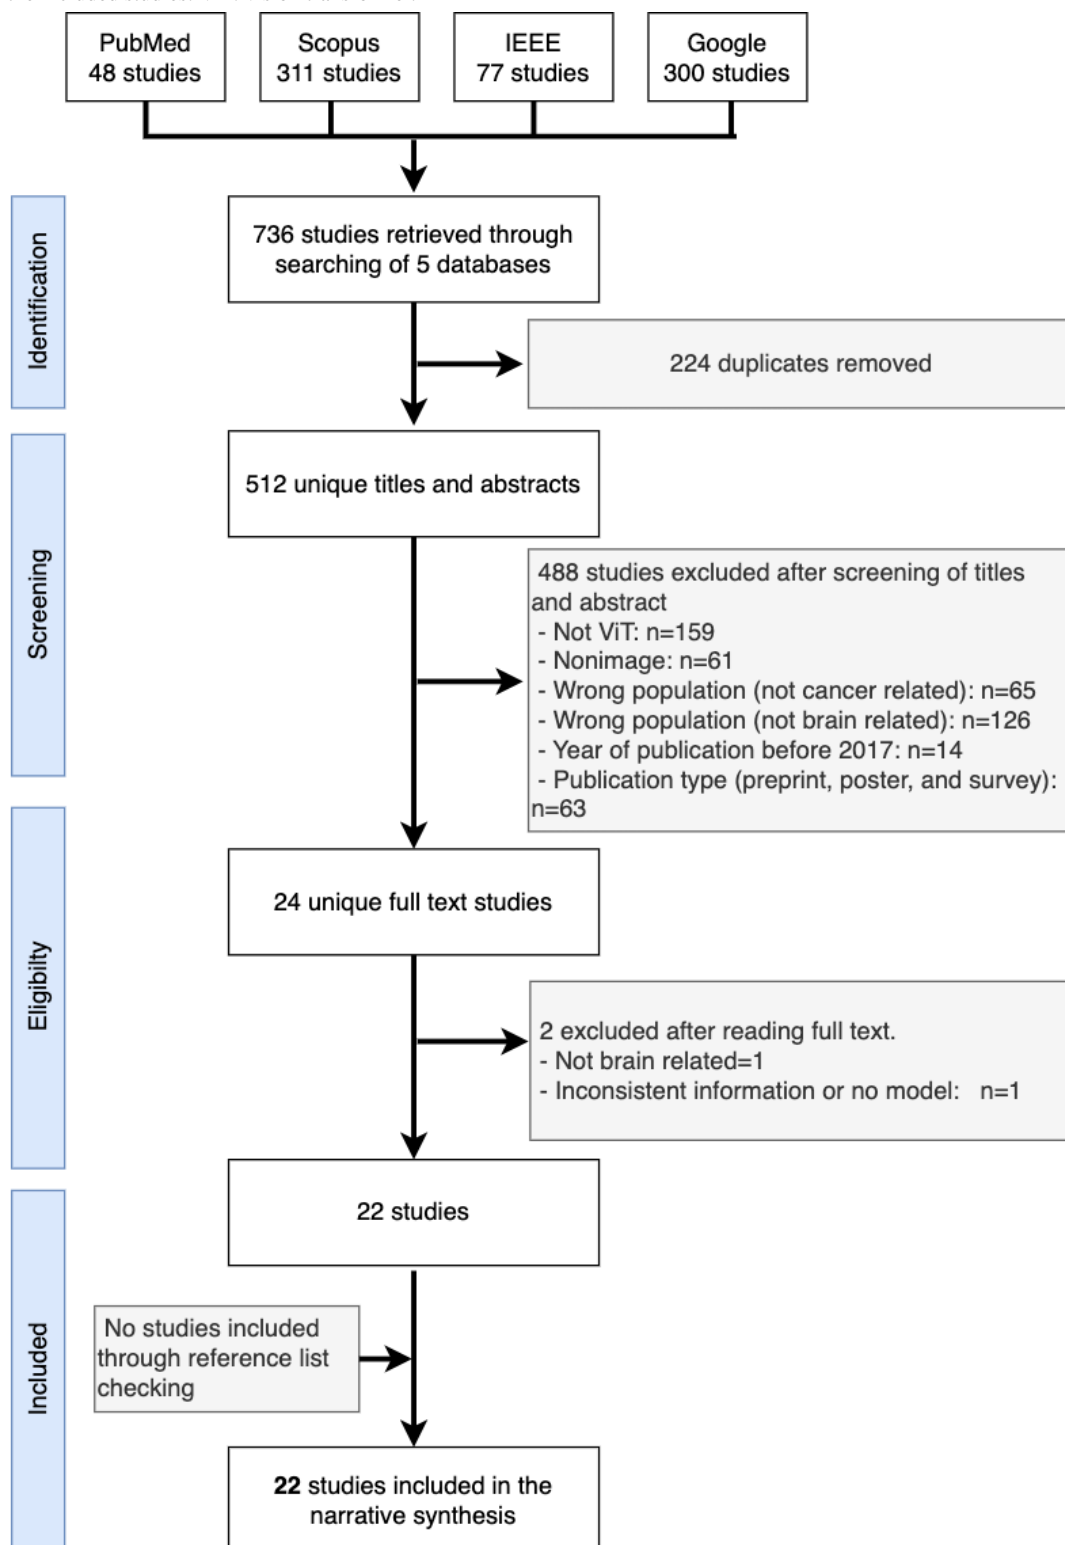 PubMed
48 studies
Scopus
311 studies
IEEE
77 studies
Google
300 studies
Identification
736 studies retrieved through
searching of 5 databases
224 duplicates removed
Screening
512 unique titles and abstracts
488 studies excluded after screening of titles
and abstract
- Not ViT: n=159
- Nonimage: n=61
- Wrong population (not cancer related): n=65
- Wrong population (not brain related): n=126
- Year of publication before 2017: n=14
- Publication type (preprint, poster, and survey):
n=63
Eligibilty
24 unique full text studies
2 excluded after reading full text.
- Not brain related=1
- Inconsistent information or no model: n=1
22 studies
Included
No studies included
through reference list
checking
22 studies included in the
narrative synthesis